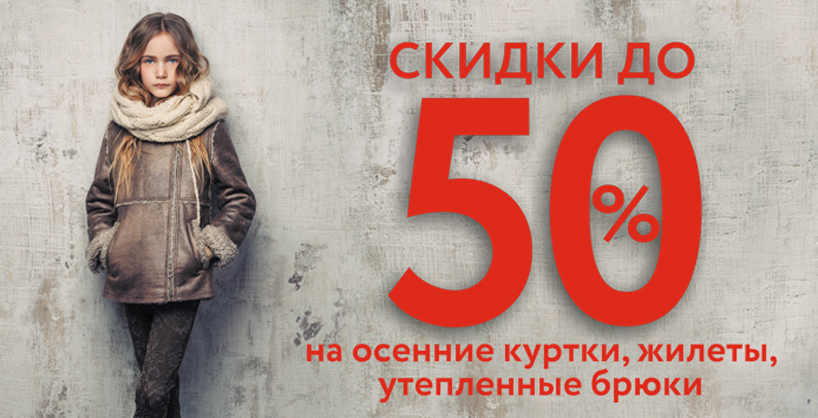 СКИДКИ ДО
50%
на осенние куртки, жилеты,
утепленные брюки